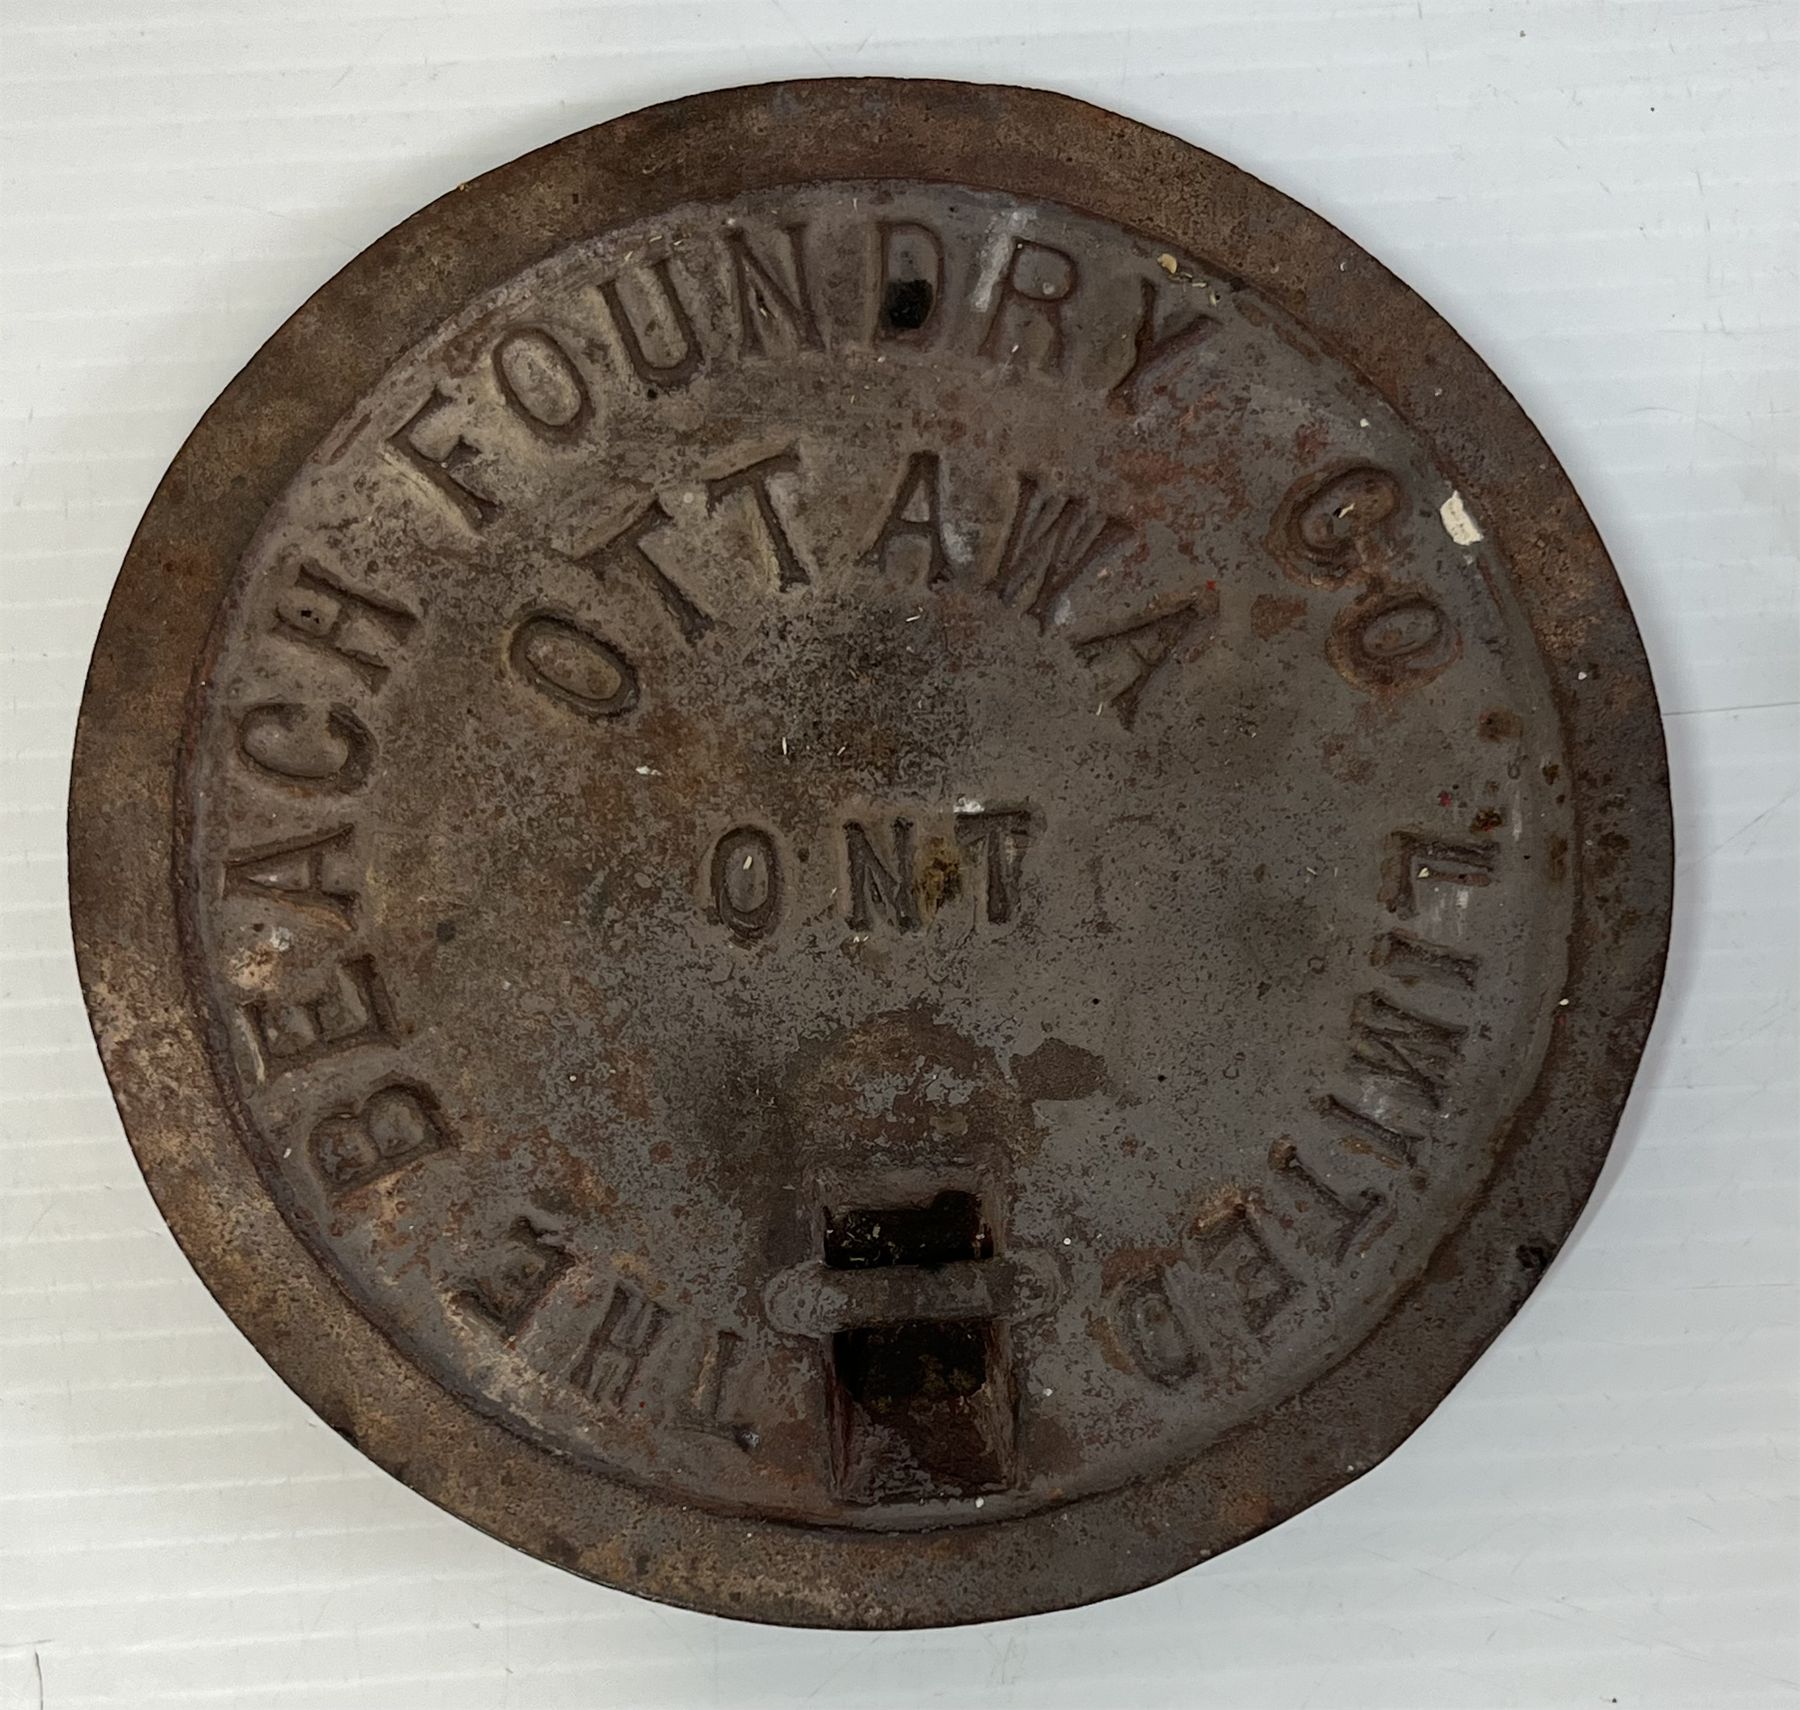 THE BEACH FOUNDRY CO. LIMITED
OTTAWA
ONT